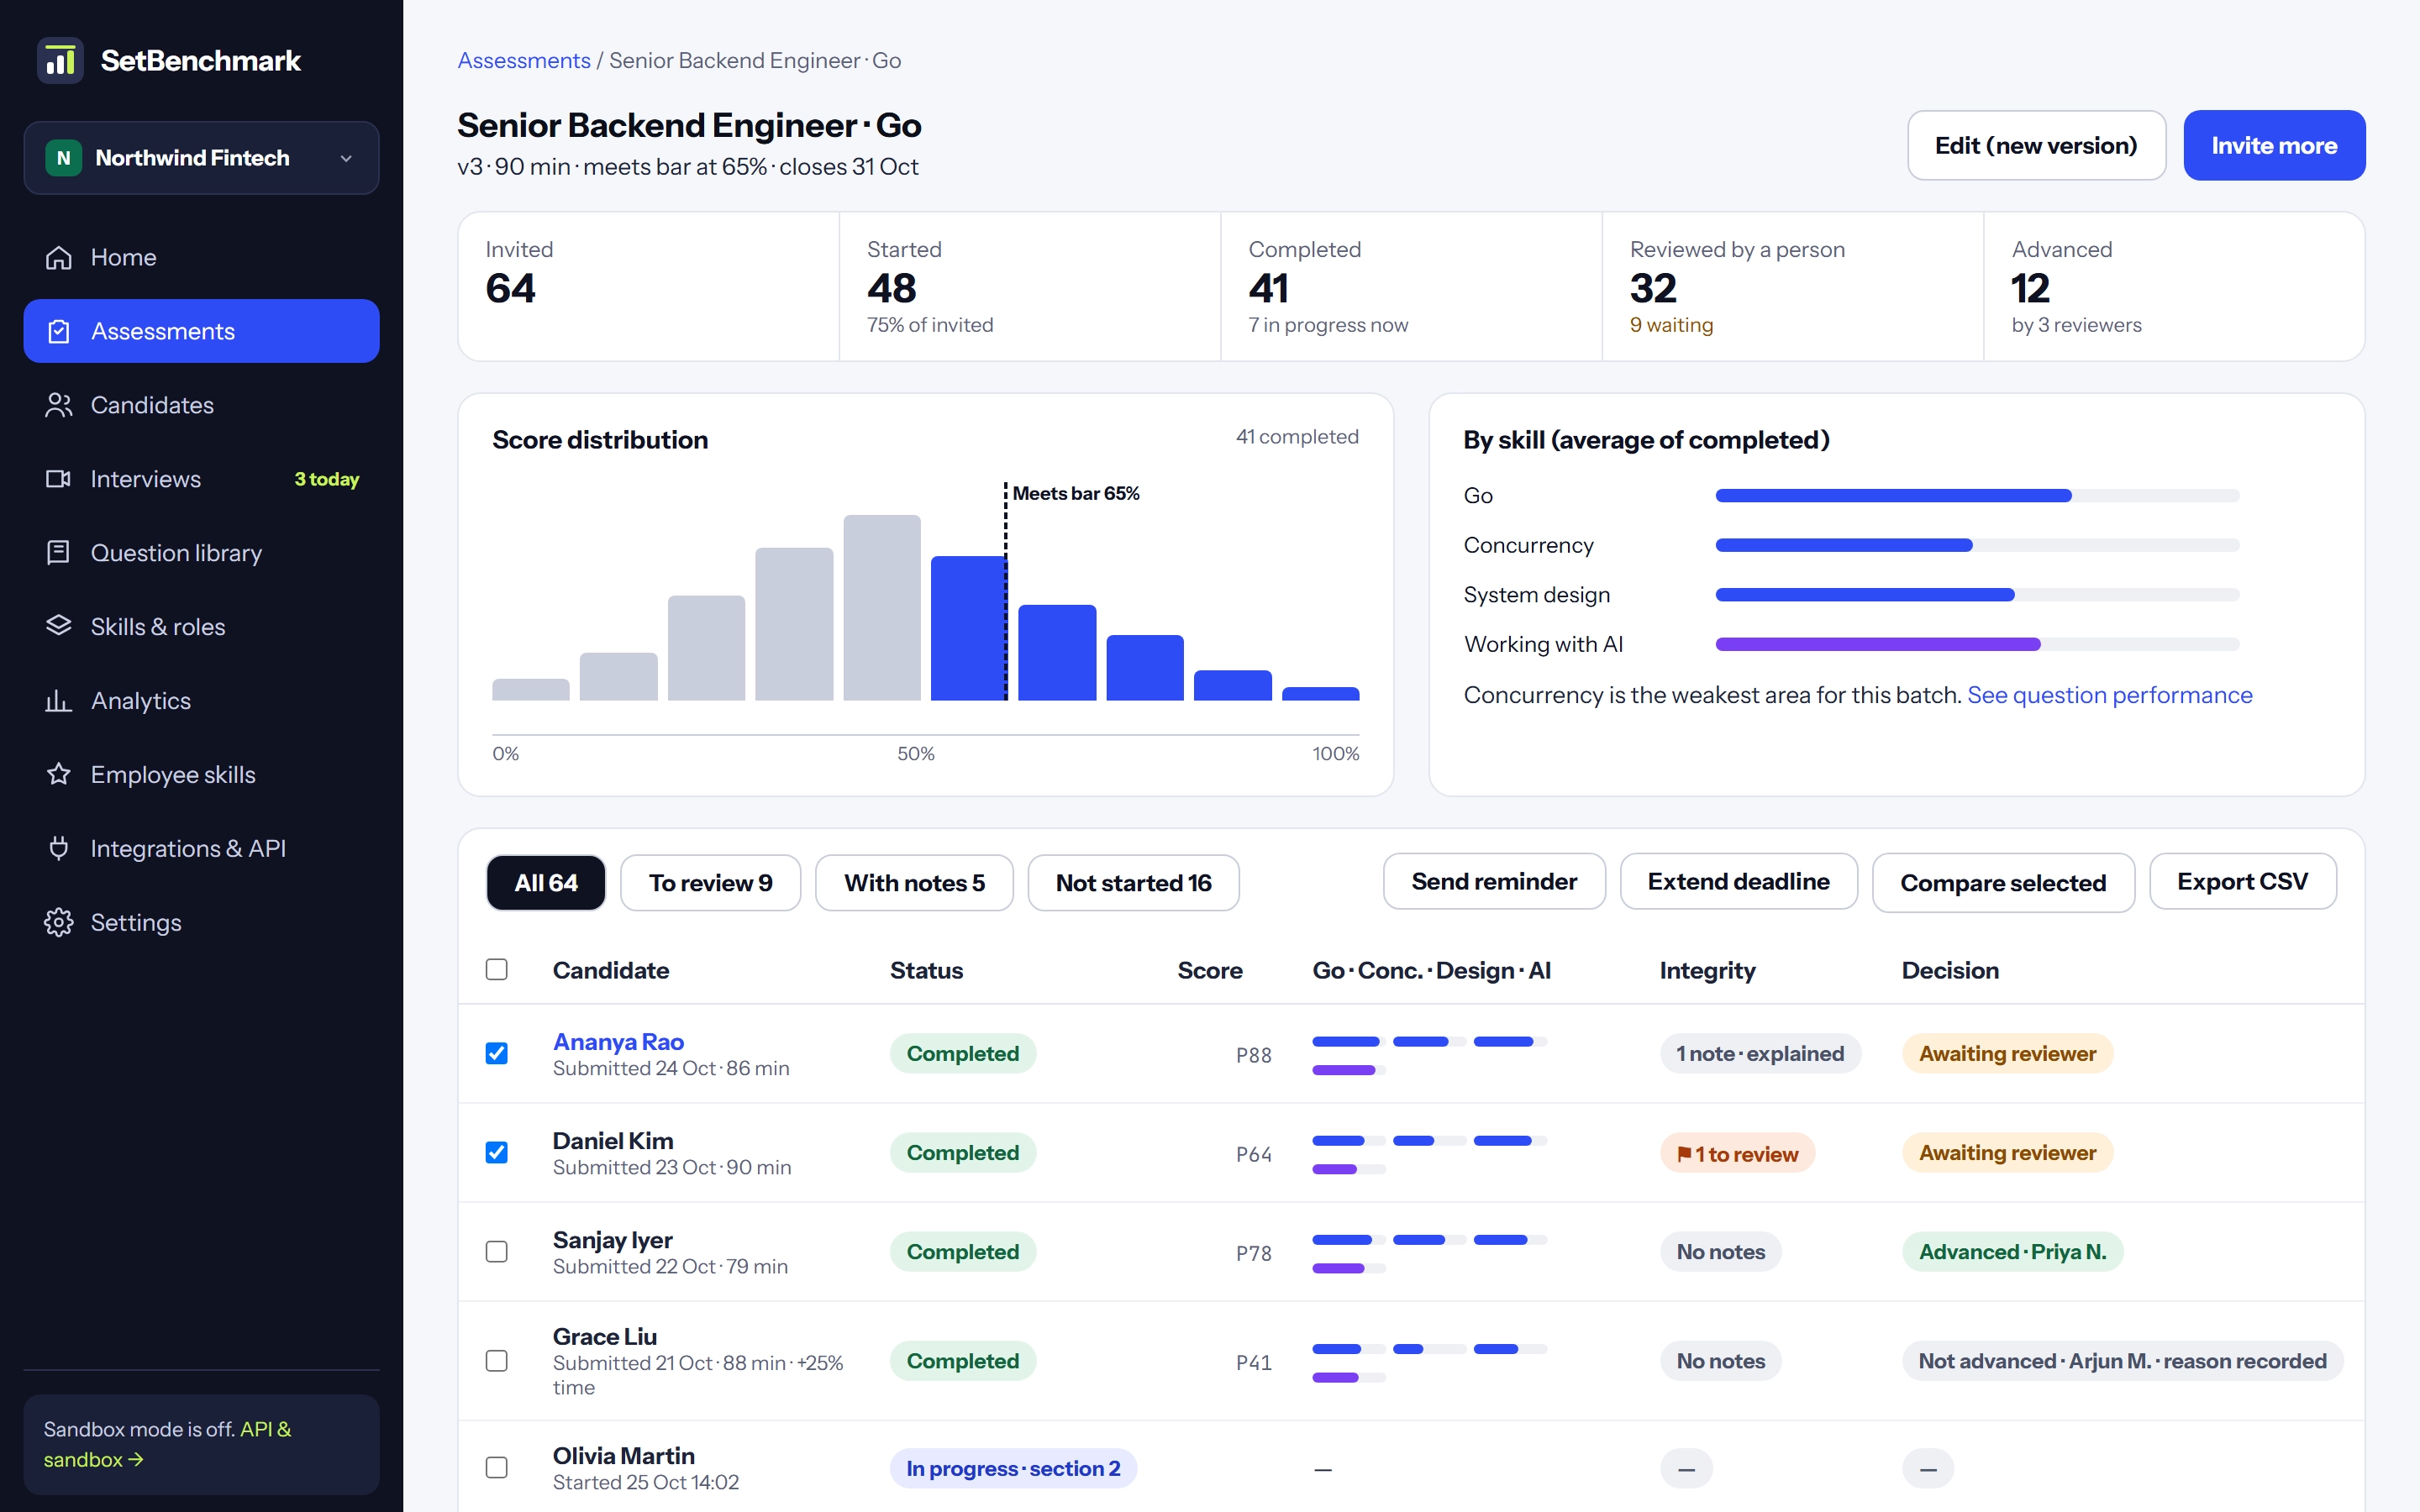 SetBenchmark
N Northwind Fintech
Home
Assessments
Candidates
Interviews 3 today
Question library
Skills & roles
Analytics
Employee skills
Integrations & API
Settings
Sandbox mode is off. API &
sandbox →
Assessments / Senior Backend Engineer · Go
Senior Backend Engineer · Go
v3 · 90 min · meets bar at 65% · closes 31 Oct
Edit (new version)
Invite more
Invited
64
Started
48
75% of invited
Completed
41
7 in progress now
Reviewed by a person
32
9 waiting
Advanced
12
by 3 reviewers
Score distribution
41 completed
Meets bar 65%
0% 50% 100%
By skill (average of completed)
Go
Concurrency
System design
Working with AI
Concurrency is the weakest area for this batch. See question performance
All 64 To review 9 With notes 5 Not started 16 Send reminder Extend deadline Compare selected Export CSV
Candidate Status Score Go · Conc. · Design · AI Integrity Decision
Ananya Rao
Submitted 24 Oct · 86 min
Completed P88 1 note · explained Awaiting reviewer
Daniel Kim
Submitted 23 Oct · 90 min
Completed P64 ⚑ 1 to review Awaiting reviewer
Sanjay Iyer
Submitted 22 Oct · 79 min
Completed P78 No notes Advanced · Priya N.
Grace Liu
Submitted 21 Oct · 88 min · +25%
time
Completed P41 No notes Not advanced · Arjun M. · reason recorded
Olivia Martin
Started 25 Oct 14:02
In progress · section 2 — — —